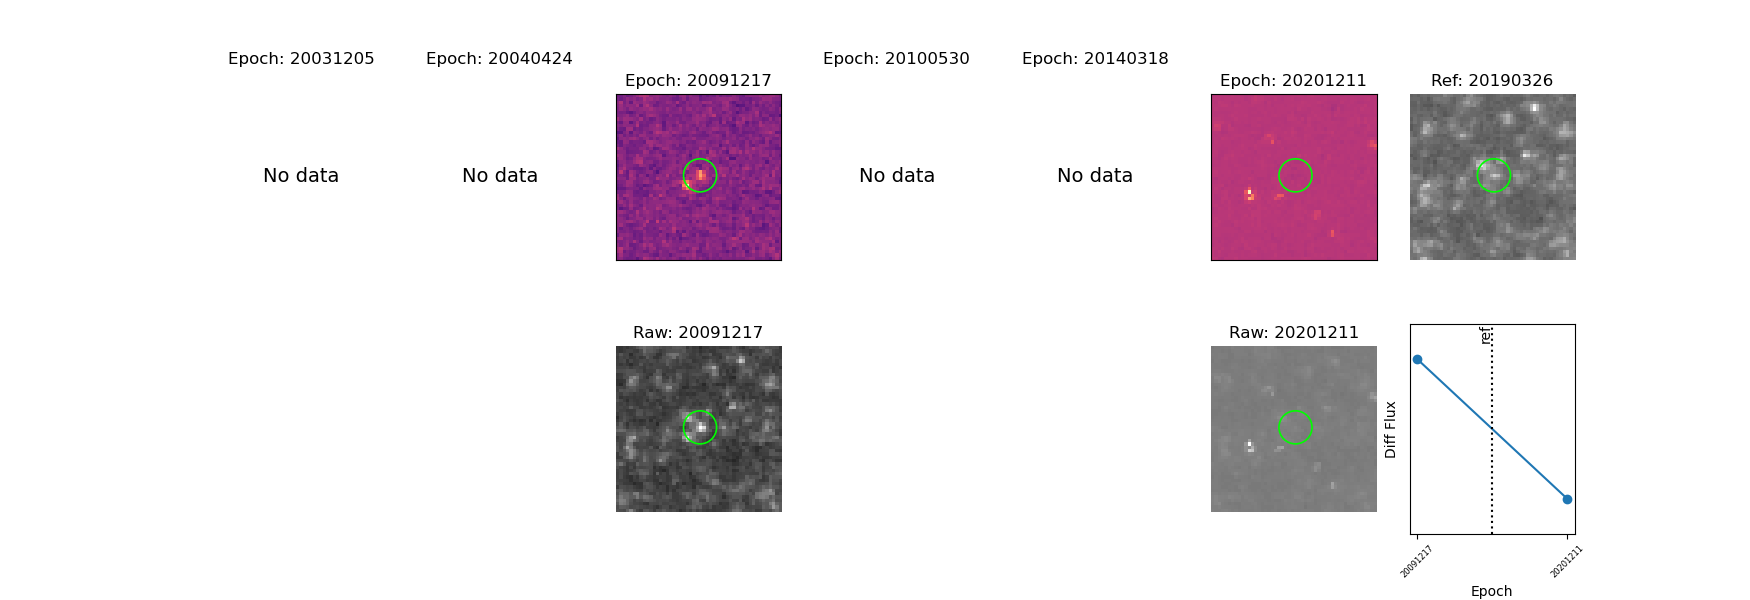 Epoch: 20031205
Epoch: 20040424
Epoch: 20091217
Epoch: 20100530
Epoch: 20140318
Epoch: 20201211
Ref: 20190326
No data
No data
No data
No data
Raw: 20091217
Raw: 20201211
ref
Diff Flux
20091217
20201211
Epoch